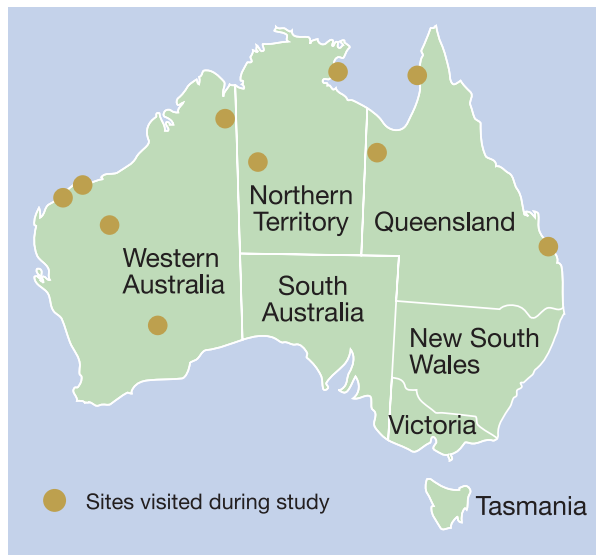 Northern
Territory
Queensland
Western
Australia
South
Australia
New South
Wales
Victoria
Sites visited during study
Tasmania